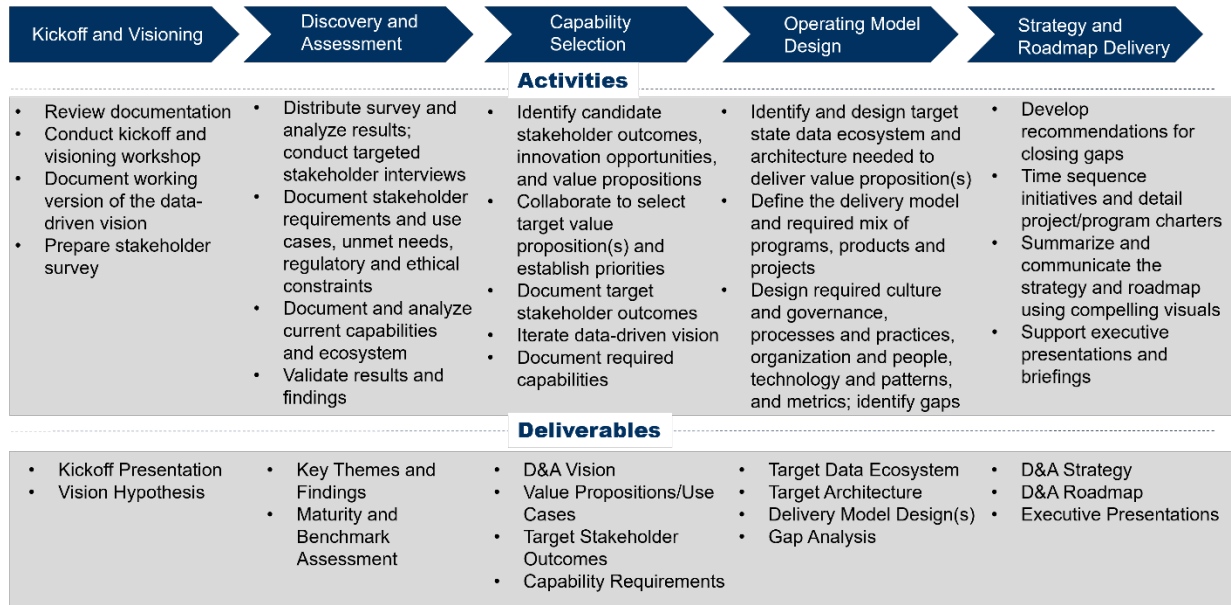 Kickoff and Visioning
Discovery and
Assessment
Capability
Selection
Operating Model
Design
Strategy and
Roadmap Delivery
Activities
• Review documentation
• Conduct kickoff and
visioning workshop
• Document working
version of the data-
driven vision
• Prepare stakeholder
survey
• Distribute survey and
analyze results;
conduct targeted
stakeholder interviews
• Document stakeholder
requirements and use
cases, unmet needs,
regulatory and ethical
constraints
• Document and analyze
current capabilities
and ecosystem
• Validate results and
findings
• Identify candidate
stakeholder outcomes,
innovation opportunities,
and value propositions
• Collaborate to select
target value
proposition(s) and
establish priorities
• Document target
stakeholder outcomes
• Iterate data-driven vision
• Document required
capabilities
• Identify and design target
state data ecosystem and
architecture needed to
deliver value proposition(s)
• Define the delivery model
and required mix of
programs, products and
projects
• Design required culture
and governance,
processes and practices,
organization and people,
technology and patterns,
and metrics; identify gaps
• Develop
recommendations for
closing gaps
• Time sequence
initiatives and detail
project/program charters
• Summarize and
communicate the
strategy and roadmap
using compelling visuals
• Support executive
presentations and
briefings
Deliverables
• Kickoff Presentation
• Vision Hypothesis
• Key Themes and
Findings
• Maturity and
Benchmark
Assessment
• D&A Vision
• Value Propositions/Use
Cases
• Target Stakeholder
Outcomes
• Capability Requirements
• Target Data Ecosystem
• Target Architecture
• Delivery Model Design(s)
• Gap Analysis
• D&A Strategy
• D&A Roadmap
• Executive Presentations